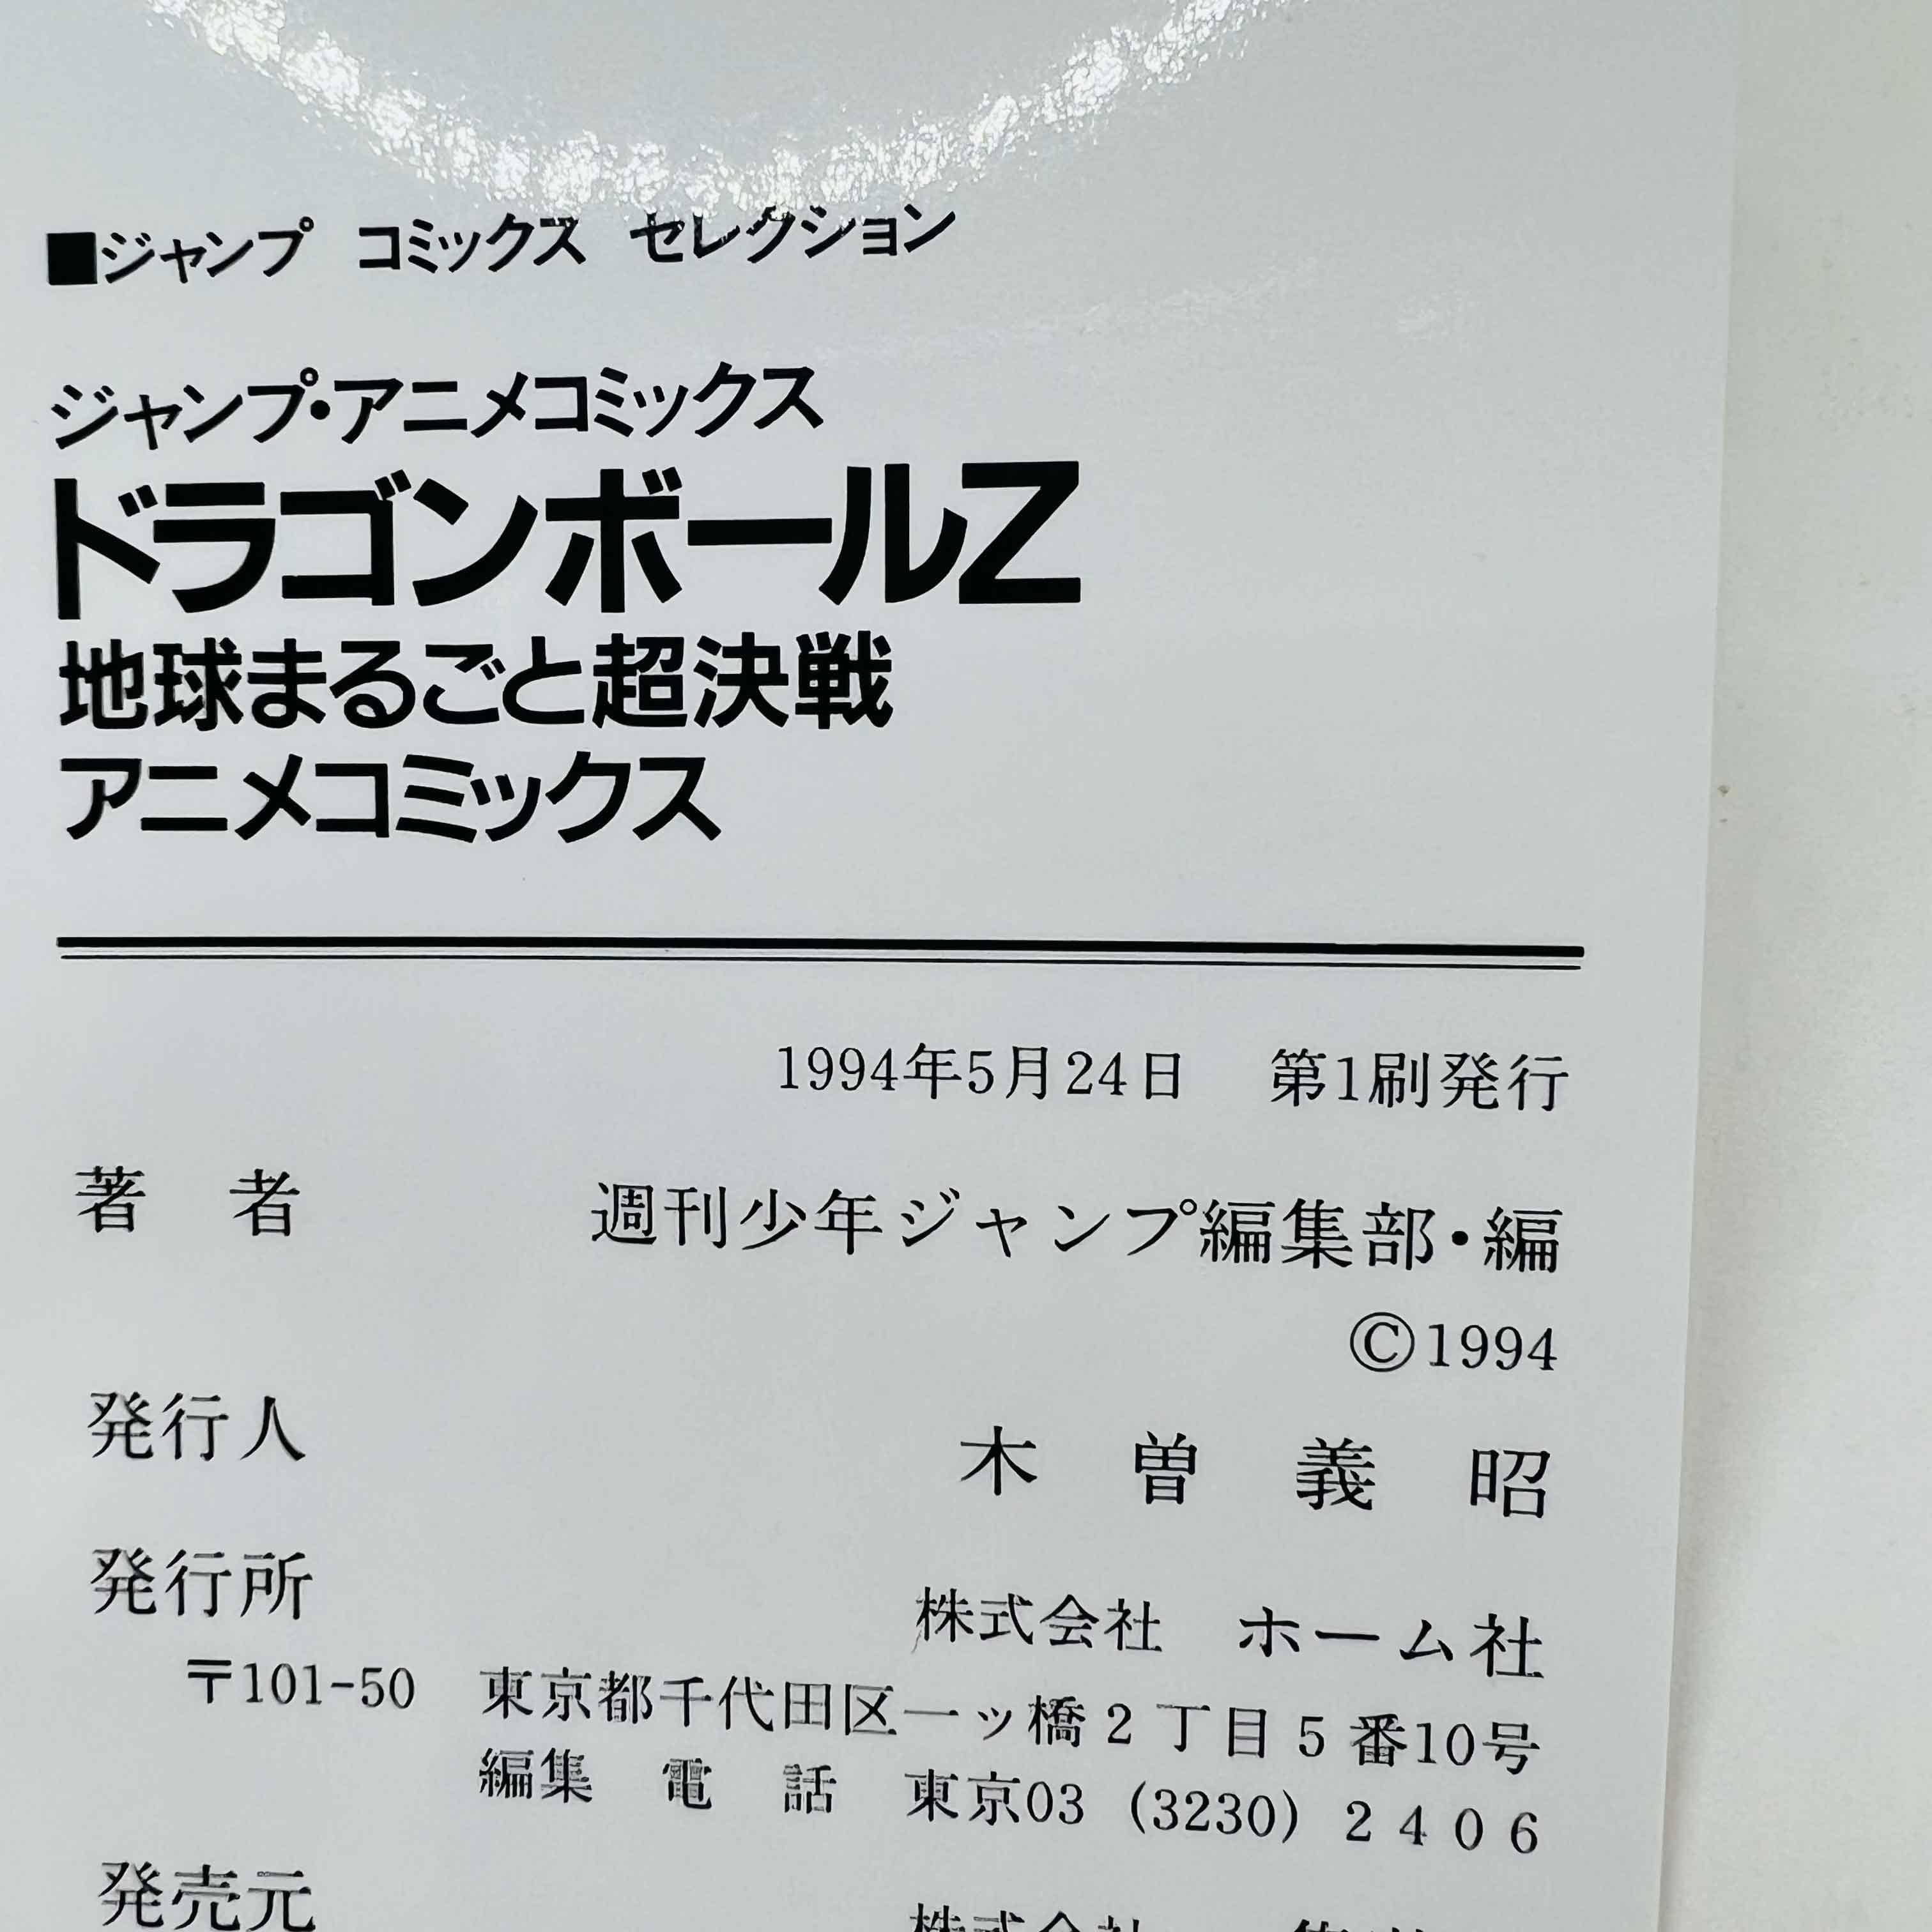 ■ジャンプ コミックス セレクション
ジャンプ・アニメコミックス
ドラゴンボールZ
地球まるごと超決戦
アニメコミックス
1994年5月24日 第1刷発行
著 者 週刊少年ジャンプ編集部・編
©1994
発行人 木 曽 義 昭
発行所 株式会社 ホーム社
〒101-50 東京都千代田区一ッ橋2丁目5番10号
編集 電 話 東京03 (3230) 2406
発売元 株式会社